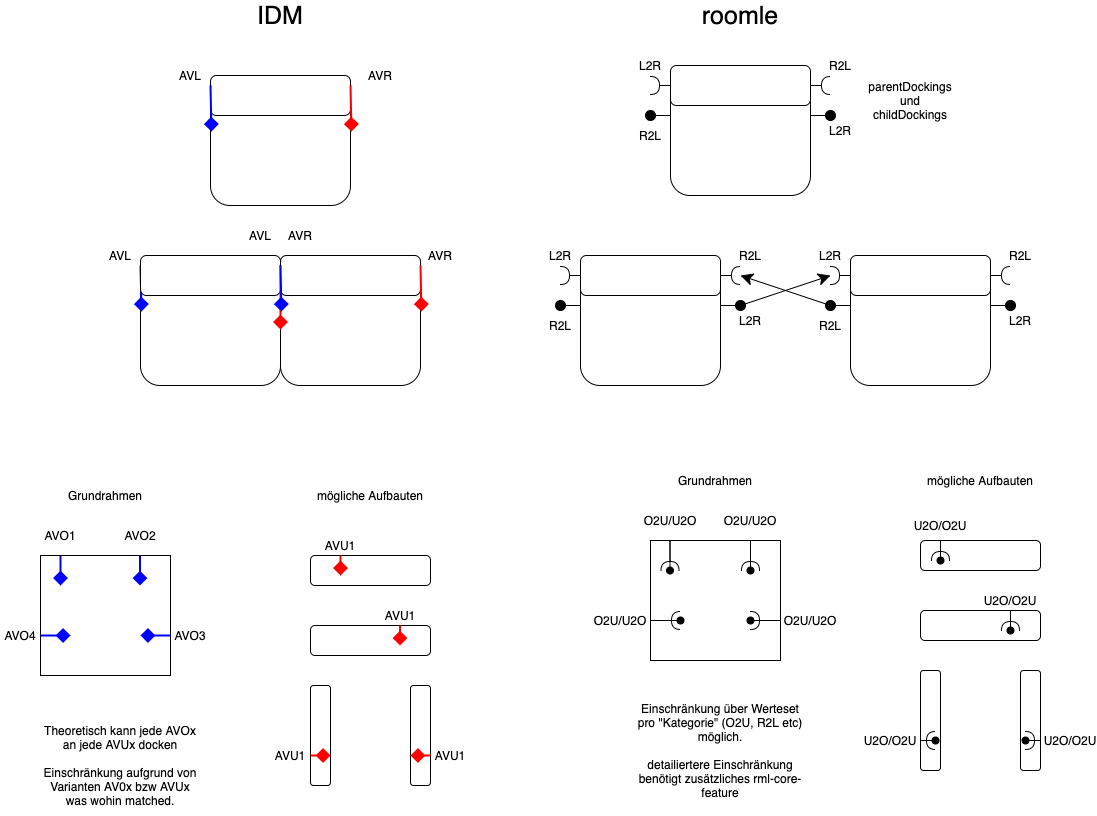 IDM
roomle
AVL
AVR
L2R
R2L
parentDockings
und
childDockings
R2L
L2R
AVL
AVR
AVL
AVR
L2R
R2L
L2R
R2L
R2L
L2R
R2L
L2R
Grundrahmen
mögliche Aufbauten
AVO1
AVO2
AVO4
AVO3
AVU1
AVU1
AVU1
AVU1
Theoretisch kann jede AVOx
an jede AVUx docken
Einschränkung aufgrund von
Varianten AV0x bzw AVUx
was wohin matched.
Grundrahmen
mögliche Aufbauten
O2U/U2O
O2U/U2O
O2U/U2O
O2U/U2O
U2O/O2U
U2O/O2U
U2O/O2U
U2O/O2U
Einschränkung über Werteset
pro "Kategorie" (O2U, R2L etc)
möglich.
detailiertere Einschränkung
benötigt zusätzliches rml-core-
feature